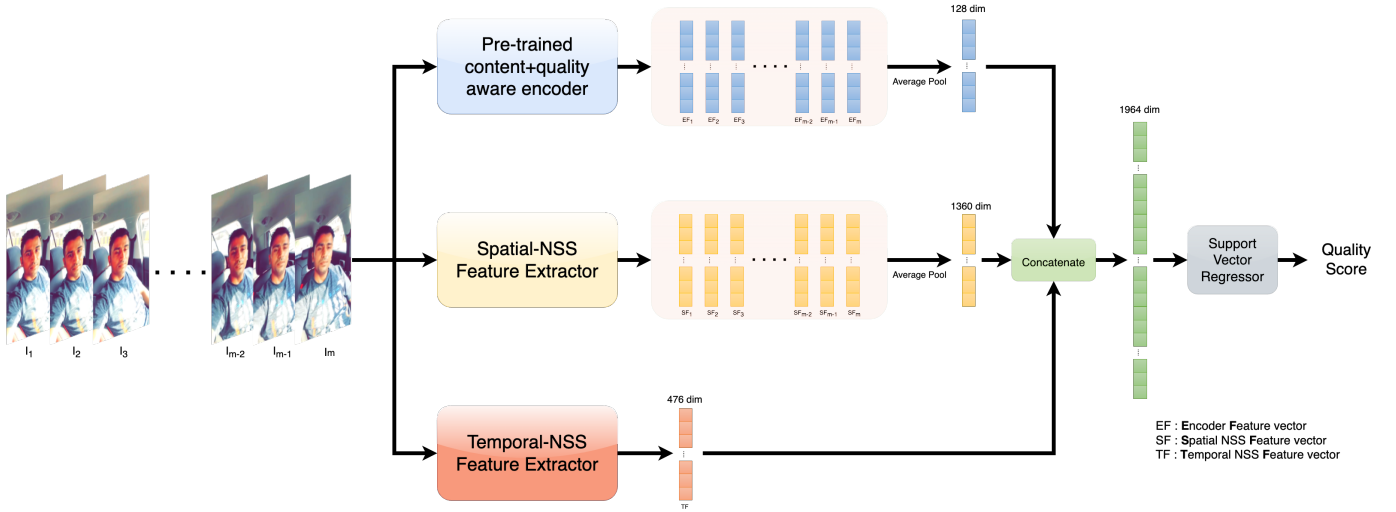 128 dim
Pre-trained
content+quality
aware encoder
Average Pool
EF1 EF2 EF3 EFm-2 EFm-1 EFm
1964 dim
1360 dim
Spatial-NSS
Feature Extractor
Average Pool
SF1 SF2 SF3 SFm-2 SFm-1 SFm
Concatenate
Support
Vector
Regressor
Quality
Score
I1 I2 I3 Im-2 Im-1 Im
476 dim
Temporal-NSS
Feature Extractor
TF
EF : Encoder Feature vector
SF : Spatial NSS Feature vector
TF : Temporal NSS Feature vector